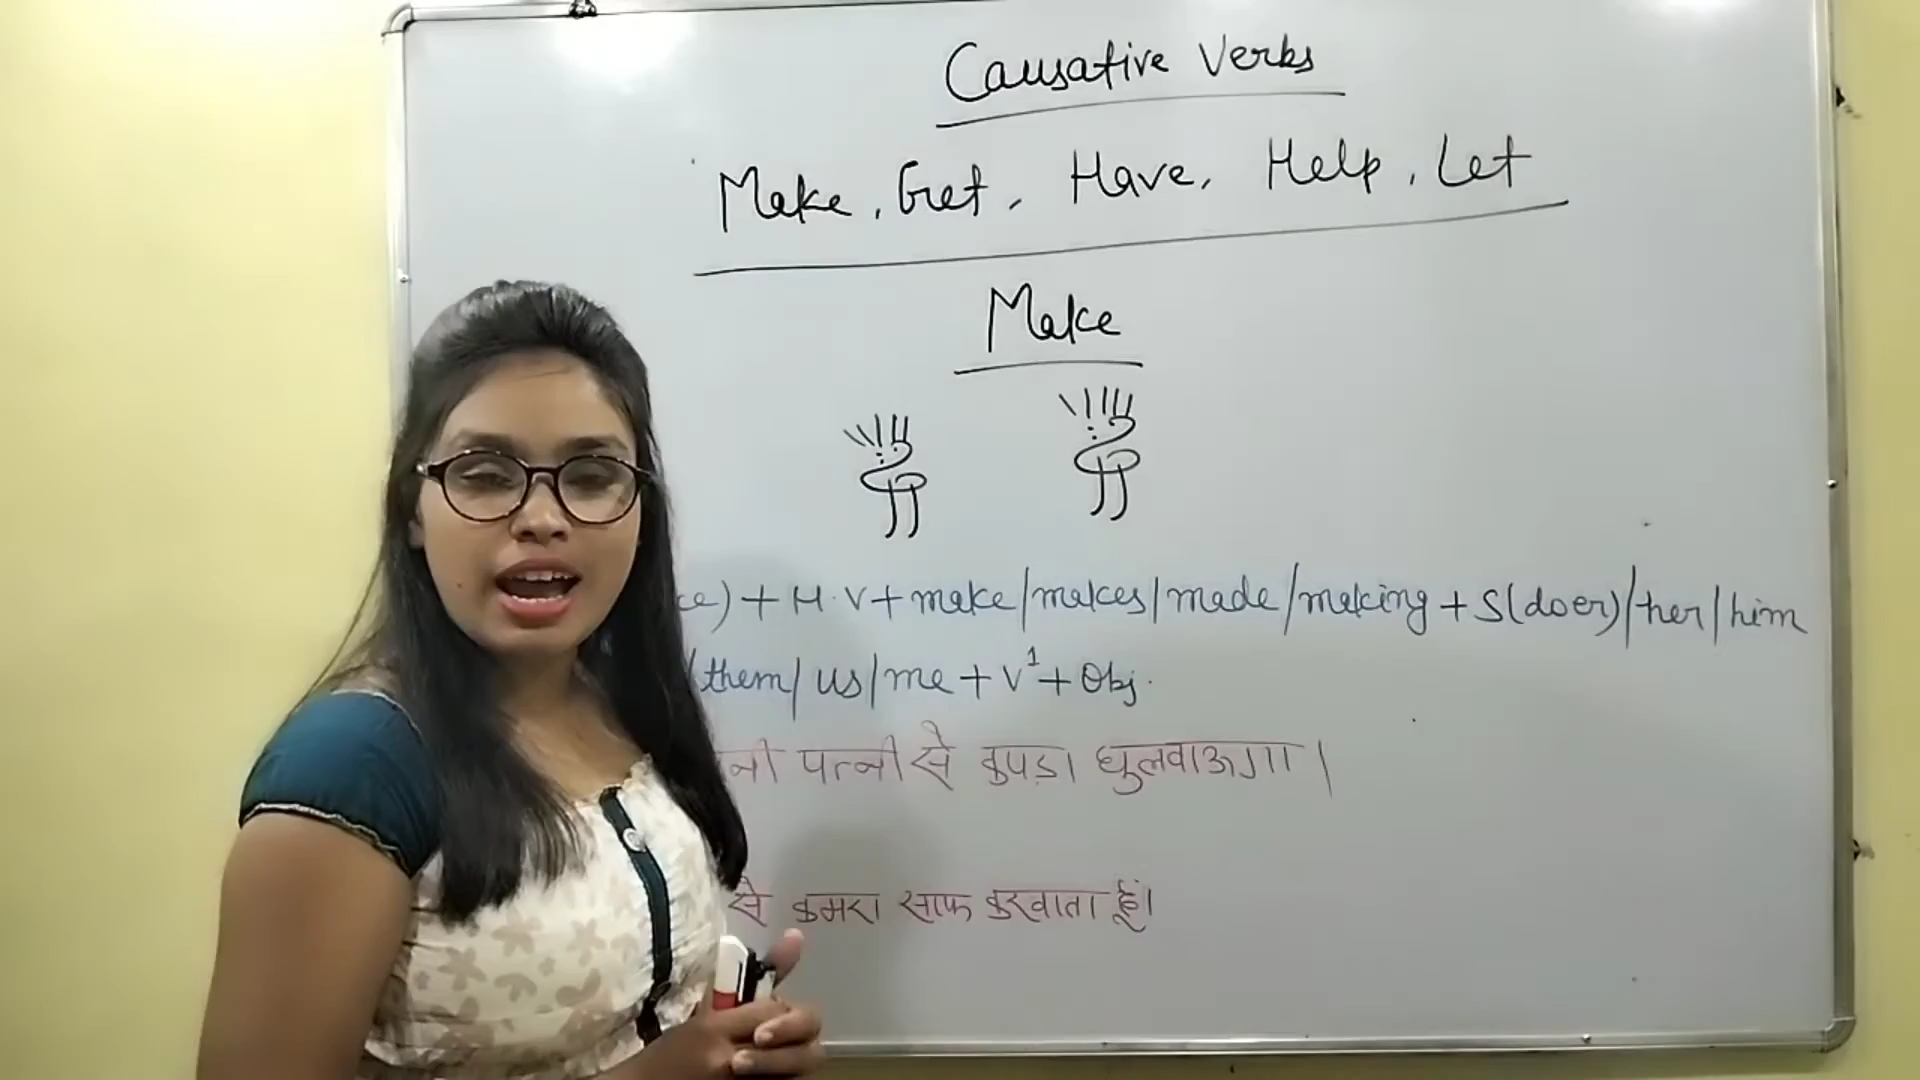 Causative Verbs
Make, Get, Have, Help, Let
Make
ce) + H.V + make/makes/made/making + S(doer)/her/him
/them/us/me + V¹ + Obj.
नी पत्नी से कपड़ा धुलवाऊगा।
से कमरा साफ करवाता हूँ।